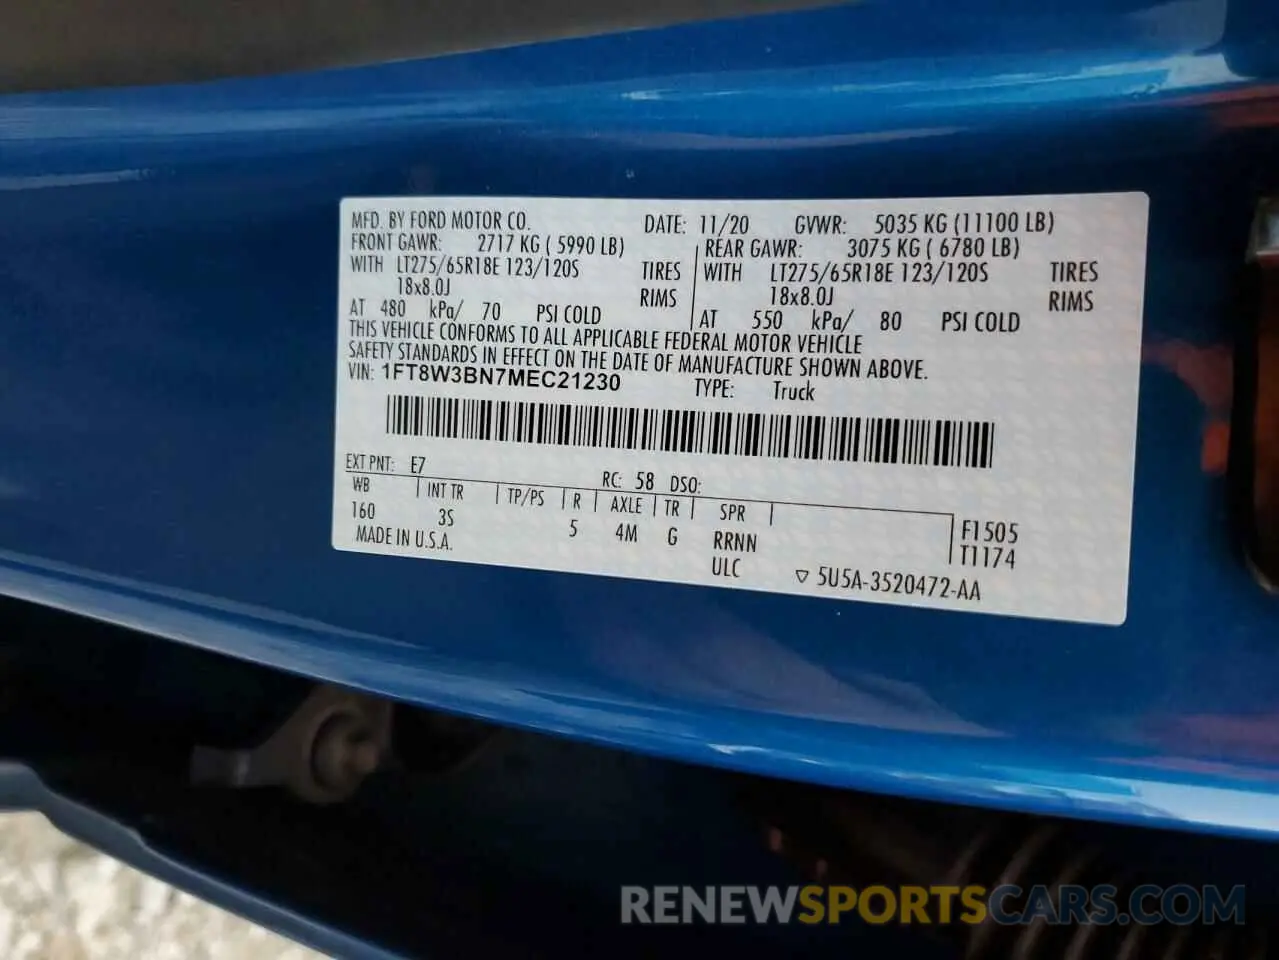 MFD. BY FORD MOTOR CO. DATE: 11/20 GVWR: 5035 KG (11100 LB)
FRONT GAWR: 2717 KG ( 5990 LB) REAR GAWR: 3075 KG ( 6780 LB)
WITH LT275/65R18E 123/120S TIRES WITH LT275/65R18E 123/120S TIRES
18x8.0J RIMS 18x8.0J RIMS
AT 480 kPa/ 70 PSI COLD AT 550 kPa/ 80 PSI COLD
THIS VEHICLE CONFORMS TO ALL APPLICABLE FEDERAL MOTOR VEHICLE
SAFETY STANDARDS IN EFFECT ON THE DATE OF MANUFACTURE SHOWN ABOVE.
VIN: 1FT8W3BN7MEC21230 TYPE: Truck
EXT PNT: E7 RC: 58 DSO:
WB INT TR TP/PS R AXLE TR SPR
160 3S 5 4M G RRNN F1505
MADE IN U.S.A. ULC T1174
▽ 5U5A-3520472-AA
RENEWSPORTSCARS.COM